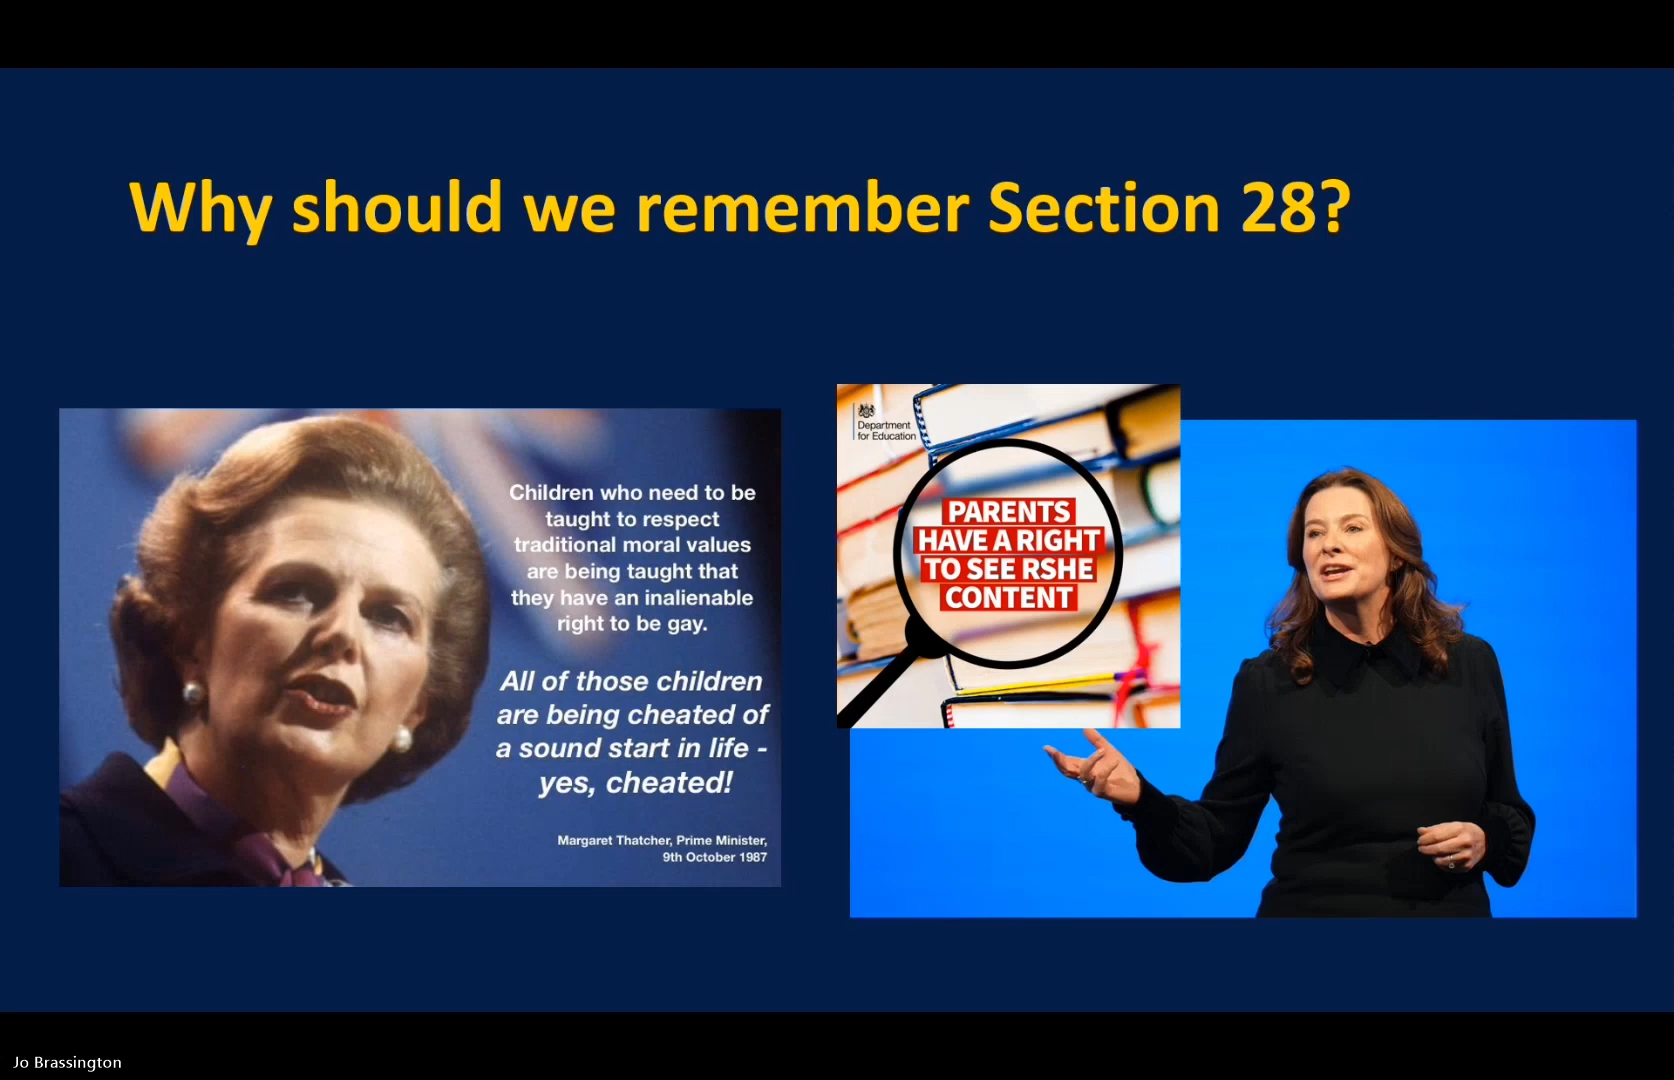 Why should we remember Section 28?
Children who need to be
taught to respect
traditional moral values
are being taught that
they have an inalienable
right to be gay.
All of those children
are being cheated of
a sound start in life -
yes, cheated!
Margaret Thatcher, Prime Minister,
9th October 1987
Department
for Education
PARENTS
HAVE A RIGHT
TO SEE RSHE
CONTENT
Jo Brassington